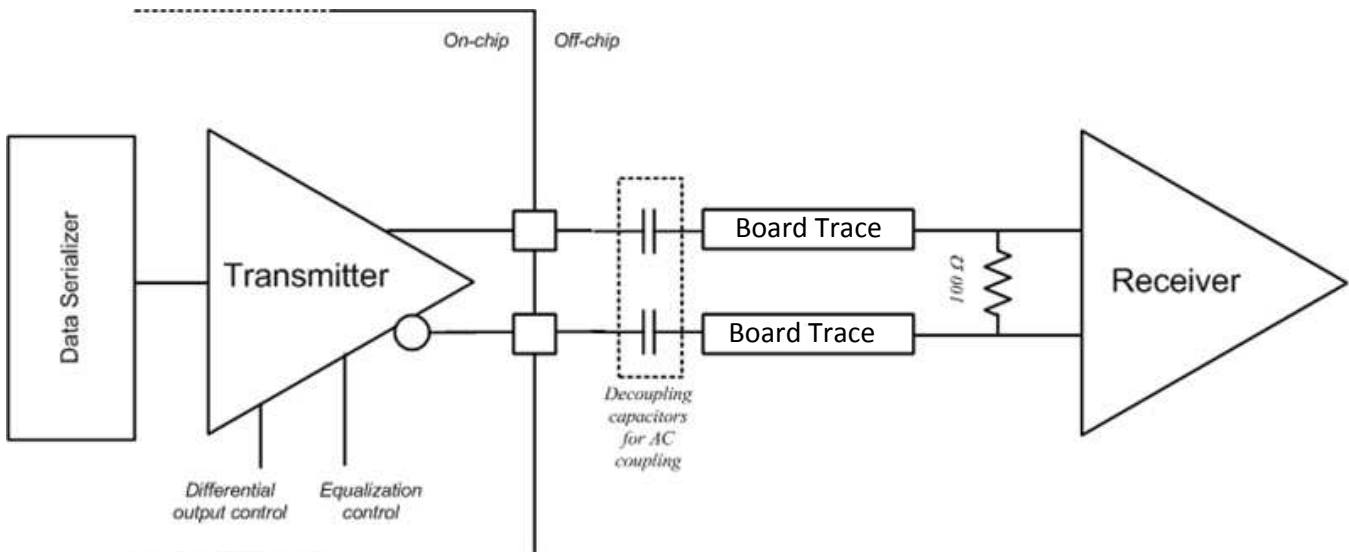 On-chip
Off-chip
Data Serializer
Transmitter
Board Trace
Board Trace
100 Ω
Receiver
Decoupling
capacitors
for AC
coupling
Differential
output control
Equalization
control